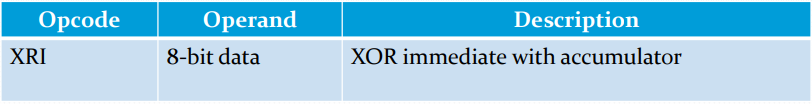 Opcode Operand Description
XRI 8-bit data XOR immediate with accumulator